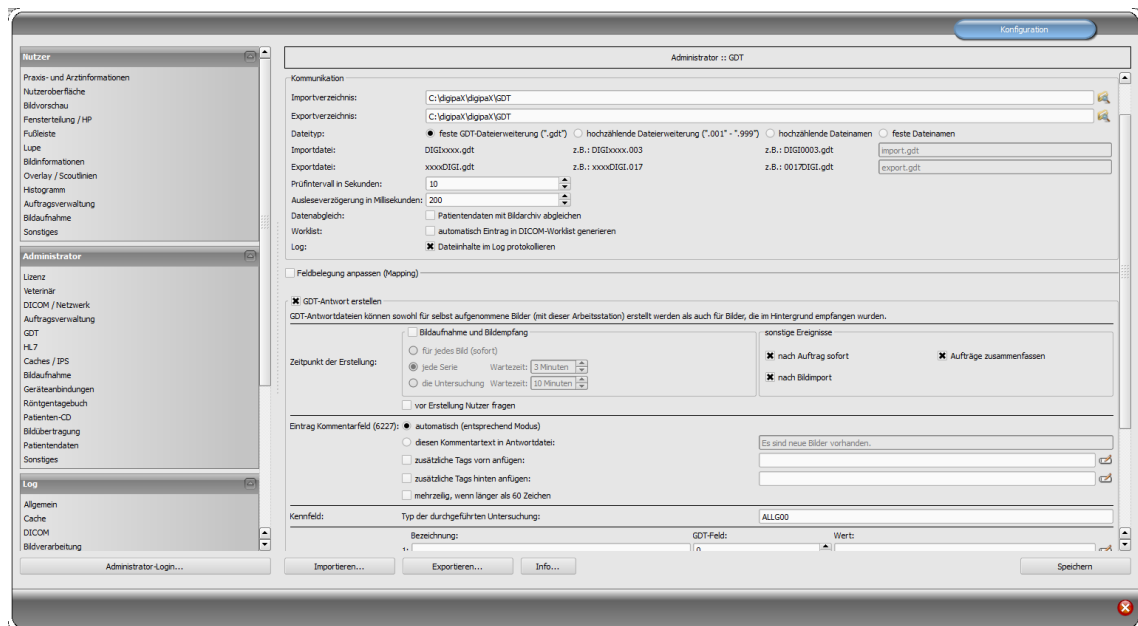 Konfiguration
Nutzer
Praxis- und Arztinformationen
Nutzeroberfläche
Bildvorschau
Fensterteilung / HP
Fußleiste
Lupe
Bildinformationen
Overlay / Scoutlinien
Histogramm
Auftragsverwaltung
Bildaufnahme
Sonstiges
Administrator
Lizenz
Veterinär
DICOM / Netzwerk
Auftragsverwaltung
GDT
HL7
Caches / IPS
Bildaufnahme
Geräteanbindungen
Röntgentagebuch
Patienten-CD
Bildübertragung
Patientendaten
Sonstiges
Log
Allgemein
Cache
DICOM
Bildverarbeitung
Administrator-Login...
Administrator :: GDT
Kommunikation
Importverzeichnis: C:\digipaX\digipaX\GDT
Exportverzeichnis: C:\digipaX\digipaX\GDT
Dateityp: feste GDT-Dateierweiterung (".gdt") hochzählende Dateierweiterung (".001" - ".999") hochzählende Dateinamen feste Dateinamen
Importdatei: DIGIxxxx.gdt z.B.: DIGIxxxx.003 z.B.: DIGI0003.gdt import.gdt
Exportdatei: xxxxDIGI.gdt z.B.: xxxxDIGI.017 z.B.: 0017DIGI.gdt export.gdt
Prüfintervall in Sekunden: 10
Ausleseverzögerung in Millisekunden: 200
Datenabgleich: Patientendaten mit Bildarchiv abgleichen
Worklist: automatisch Eintrag in DICOM-Worklist generieren
Log: Dateiinhalte im Log protokollieren
Feldbelegung anpassen (Mapping)
GDT-Antwort erstellen
GDT-Antwortdateien können sowohl für selbst aufgenommene Bilder (mit dieser Arbeitsstation) erstellt werden als auch für Bilder, die im Hintergrund empfangen wurden.
Bildaufnahme und Bildempfang sonstige Ereignisse
für jedes Bild (sofort) nach Auftrag sofort Aufträge zusammenfassen
Zeitpunkt der Erstellung: jede Serie Wartezeit: 3 Minuten nach Bildimport
die Untersuchung Wartezeit: 10 Minuten
vor Erstellung Nutzer fragen
Eintrag Kommentarfeld (6227): automatisch (entsprechend Modus)
diesen Kommentartext in Antwortdatei: Es sind neue Bilder vorhanden.
zusätzliche Tags vorn anfügen:
zusätzliche Tags hinten anfügen:
mehrzeilig, wenn länger als 60 Zeichen
Kennfeld: Typ der durchgeführten Untersuchung: ALLG00
Bezeichnung: GDT-Feld: Wert:
1: 0
Importieren... Exportieren... Info... Speichern